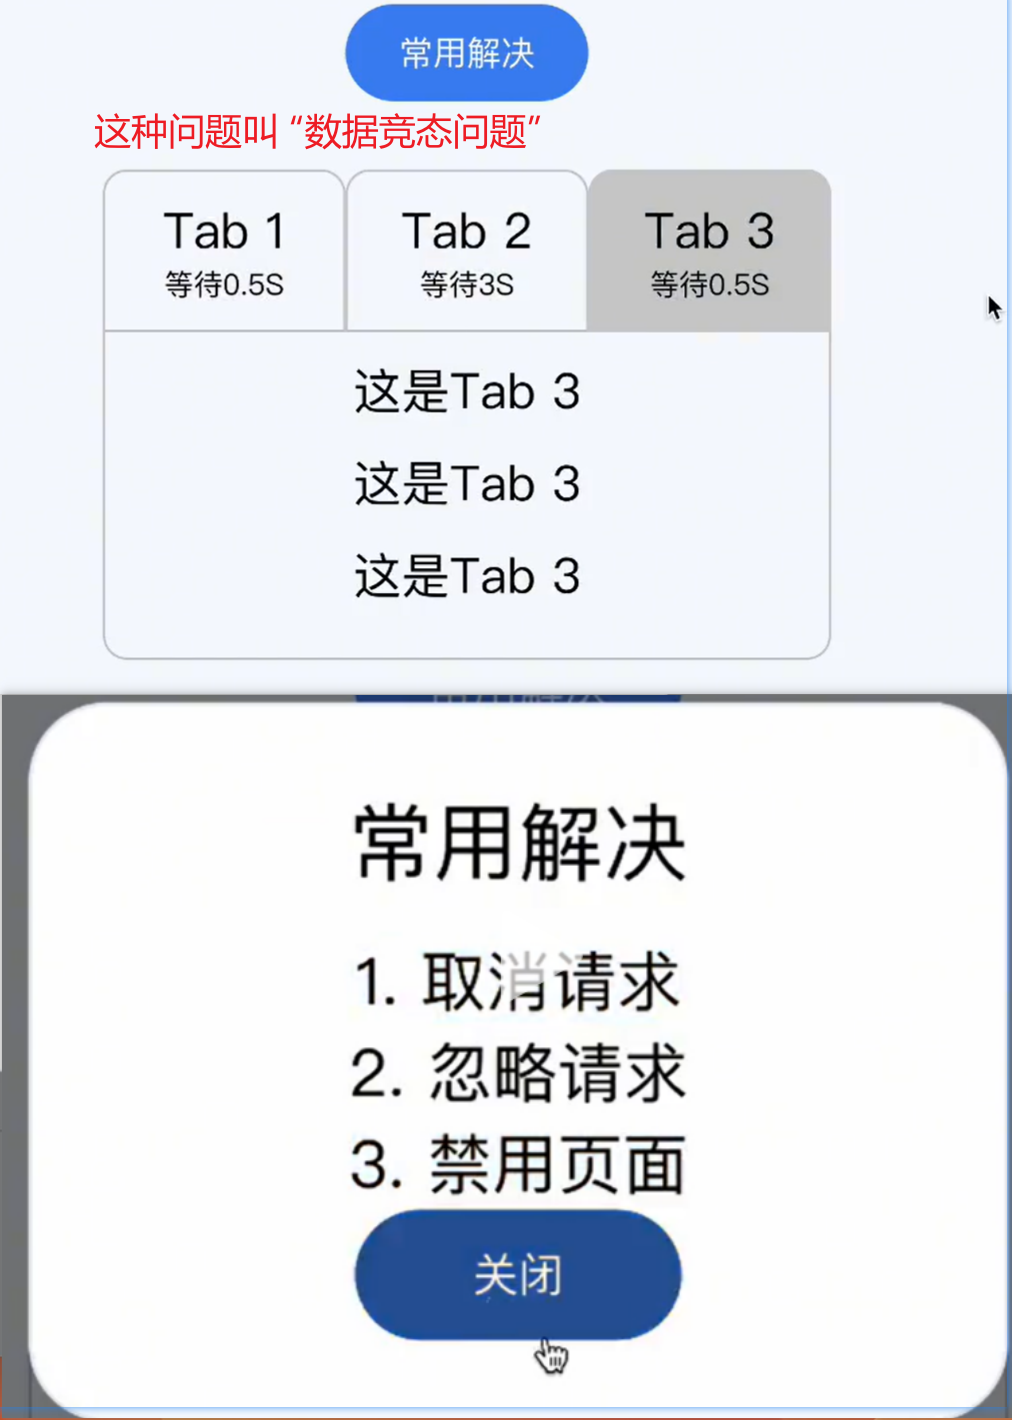 常用解决
这种问题叫 “数据竞态问题”
Tab 1
等待0.5S
Tab 2
等待3S
Tab 3
等待0.5S
这是Tab 3
这是Tab 3
这是Tab 3
常用解决
1. 取消请求
2. 忽略请求
3. 禁用页面
关闭